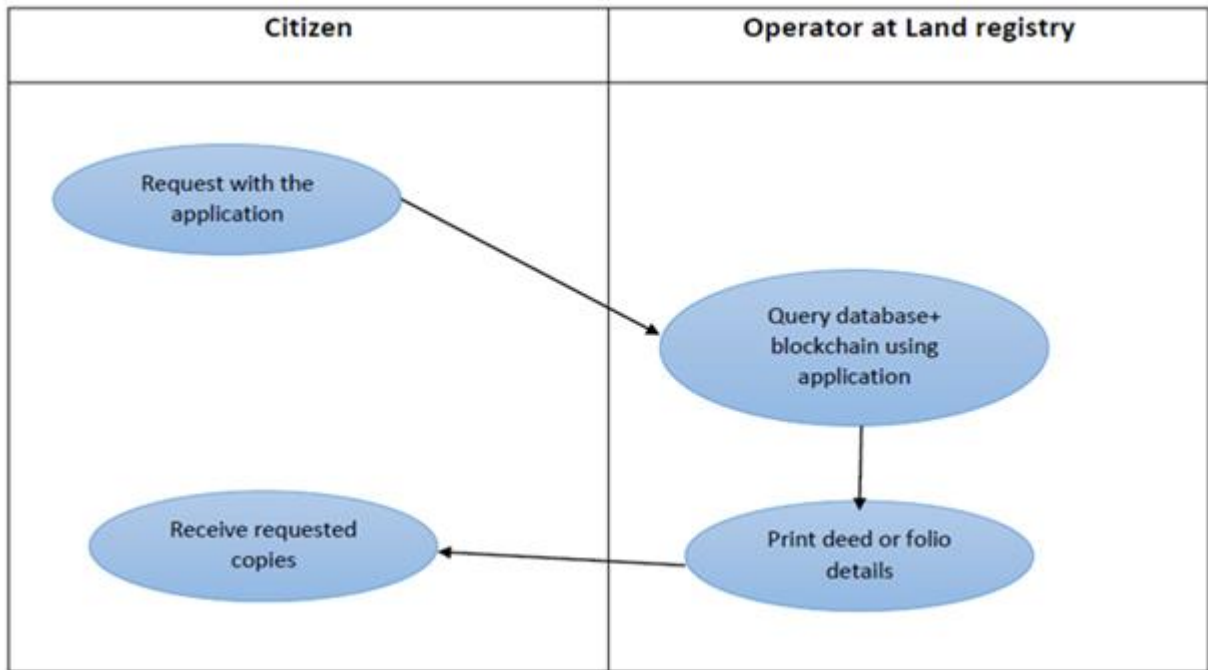 Citizen
Operator at Land registry
Request with the
application
Query database+
blockchain using
application
Print deed or folio
details
Receive requested
copies